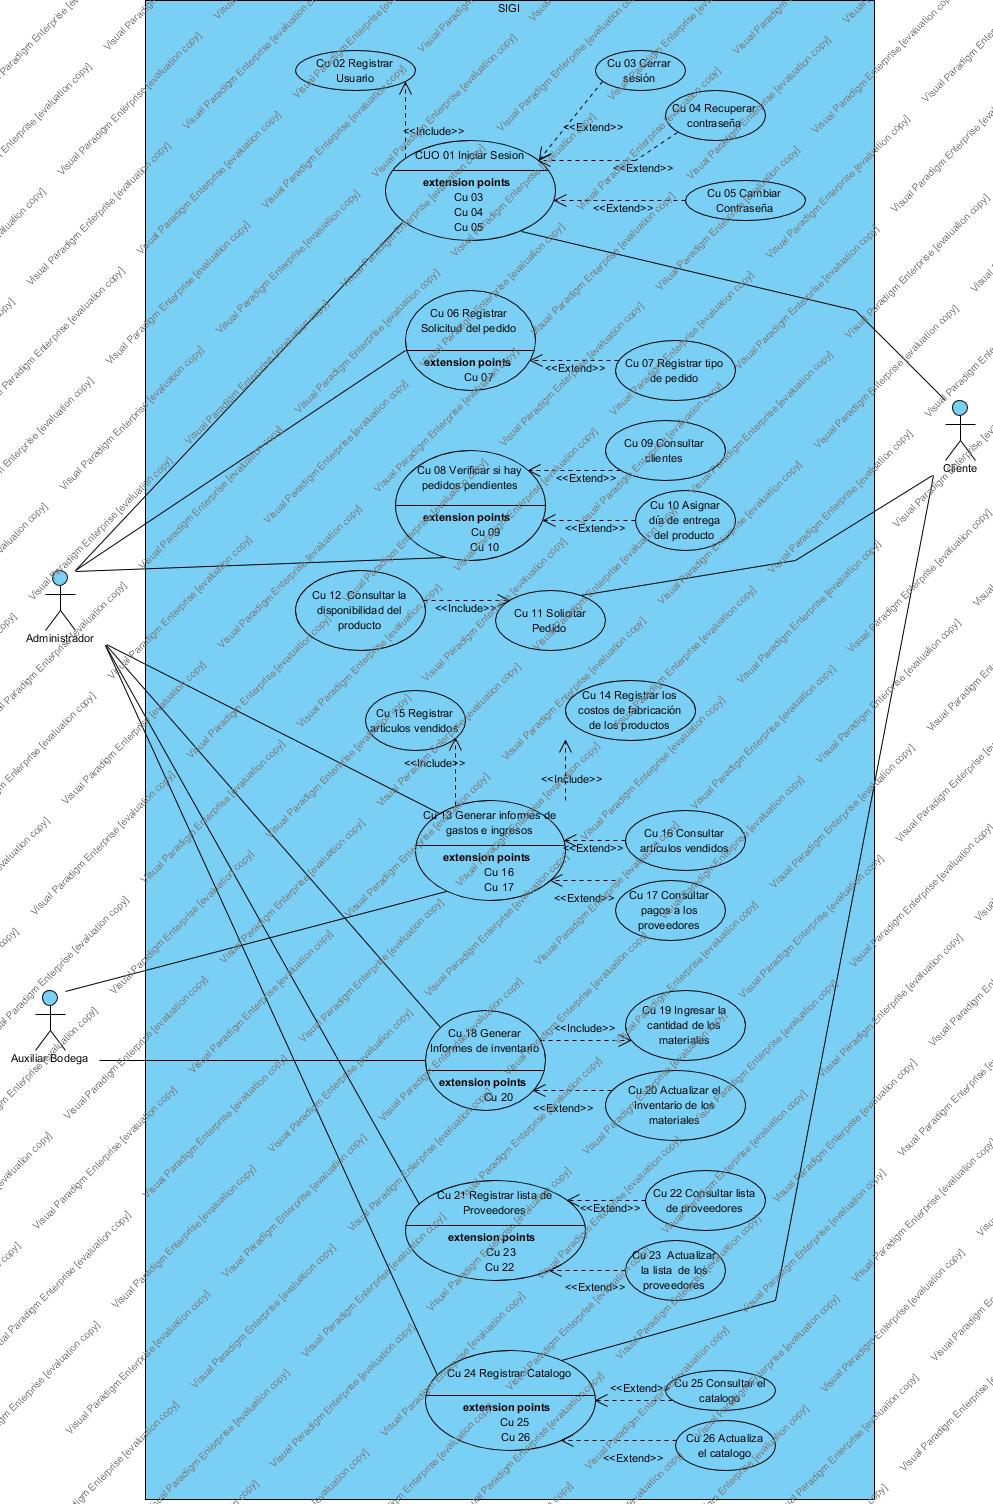 SIGI
Cu 02 Registrar
Usuario
Cu 03 Cerrar
sesión
Cu 04 Recuperar
contraseña
<<Include>>
<<Extend>>
<<Extend>>
CUO 01 Iniciar Sesion
extension points
Cu 03
Cu 04
Cu 05
Cu 05 Cambiar
Contraseña
<<Extend>>
Cu 06 Registrar
Solicitud del pedido
extension points
Cu 07
<<Extend>>
Cu 07 Registrar tipo
de pedido
Cliente
Cu 08 Verificar si hay
pedidos pendientes
extension points
Cu 09
Cu 10
Cu 09 Consultar
clientes
<<Extend>>
Cu 10 Asignar
día de entrega
del producto
<<Extend>>
Administrador
Cu 12 Consultar la
disponibilidad del
producto
<<Include>>
Cu 11 Solicitar
Pedido
Cu 15 Registrar
articulos vendidos
Cu 14 Registrar los
costos de fabricación
de los productos
<<Include>>
<<Include>>
Cu 13 Generar informes de
gastos e ingresos
extension points
Cu 16
Cu 17
Cu 16 Consultar
artículos vendidos
<<Extend>>
Cu 17 Consultar
pagos a los
proveedores
<<Extend>>
Auxiliar Bodega
Cu 18 Generar
Informes de inventario
extension points
Cu 20
<<Include>>
Cu 19 Ingresar la
cantidad de los
materiales
Cu 20 Actualizar el
inventario de los
materiales
<<Extend>>
Cu 21 Registrar lista de
Proveedores
extension points
Cu 23
Cu 22
Cu 22 Consultar lista
de proveedores
<<Extend>>
Cu 23 Actualizar
la lista de los
proveedores
<<Extend>>
Cu 24 Registrar Catalogo
extension points
Cu 25
Cu 26
<<Extend>>
Cu 25 Consultar el
catalogo
Cu 26 Actualiza
el catalogo
<<Extend>>
Visual Paradigm Enterprise [evaluation copy]